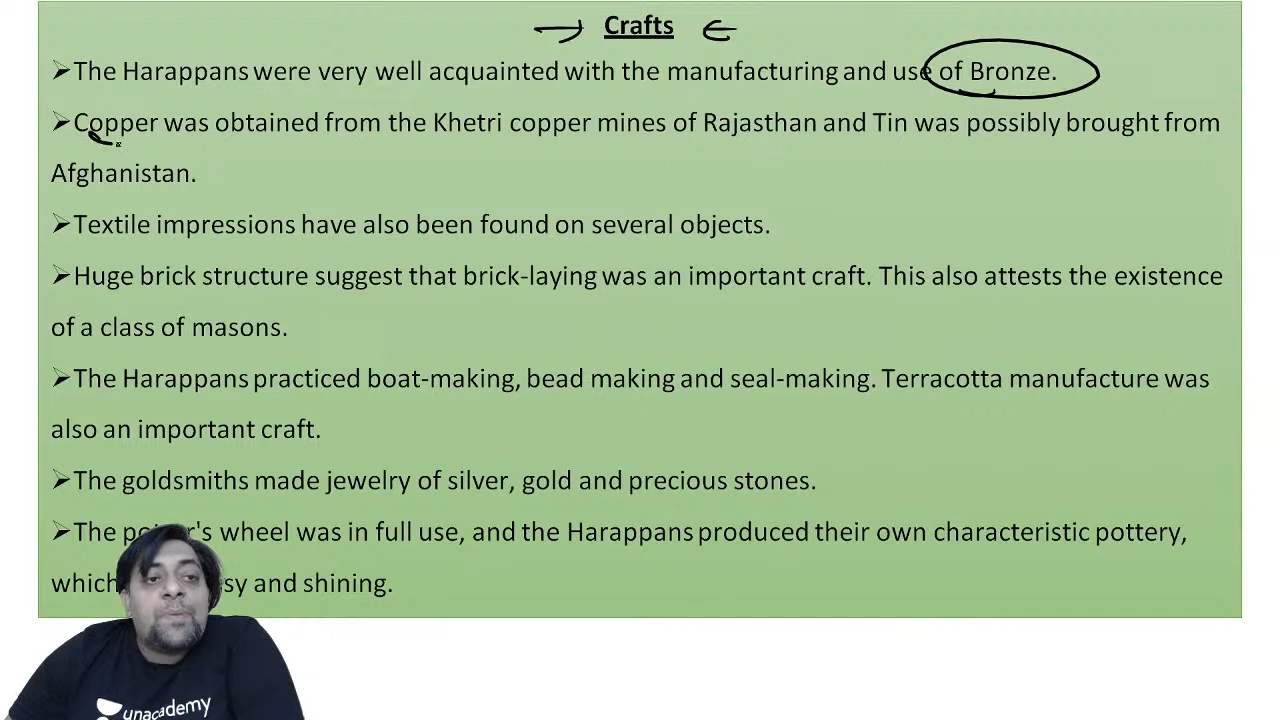 Crafts
➢The Harappans were very well acquainted with the manufacturing and use of Bronze.
➢Copper was obtained from the Khetri copper mines of Rajasthan and Tin was possibly brought from
Afghanistan.
➢Textile impressions have also been found on several objects.
➢Huge brick structure suggest that brick-laying was an important craft. This also attests the existence
of a class of masons.
➢The Harappans practiced boat-making, bead making and seal-making. Terracotta manufacture was
also an important craft.
➢The goldsmiths made jewelry of silver, gold and precious stones.
➢The wheel was in full use, and the Harappans produced their own characteristic pottery,
which and shining.
unacademy